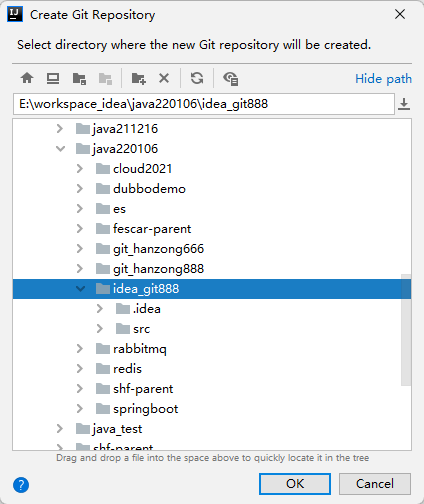 IJ Create Git Repository
Select directory where the new Git repository will be created.
Hide path
E:\workspace_idea\java220106\idea_git888
java211216
java220106
cloud2021
dubbodemo
es
fescar-parent
git_hanzong666
git_hanzong888
idea_git888
.idea
src
rabbitmq
redis
shf-parent
springboot
java_test
shf-parent
Drag and drop a file into the space above to quickly locate it in the tree
?
OK
Cancel